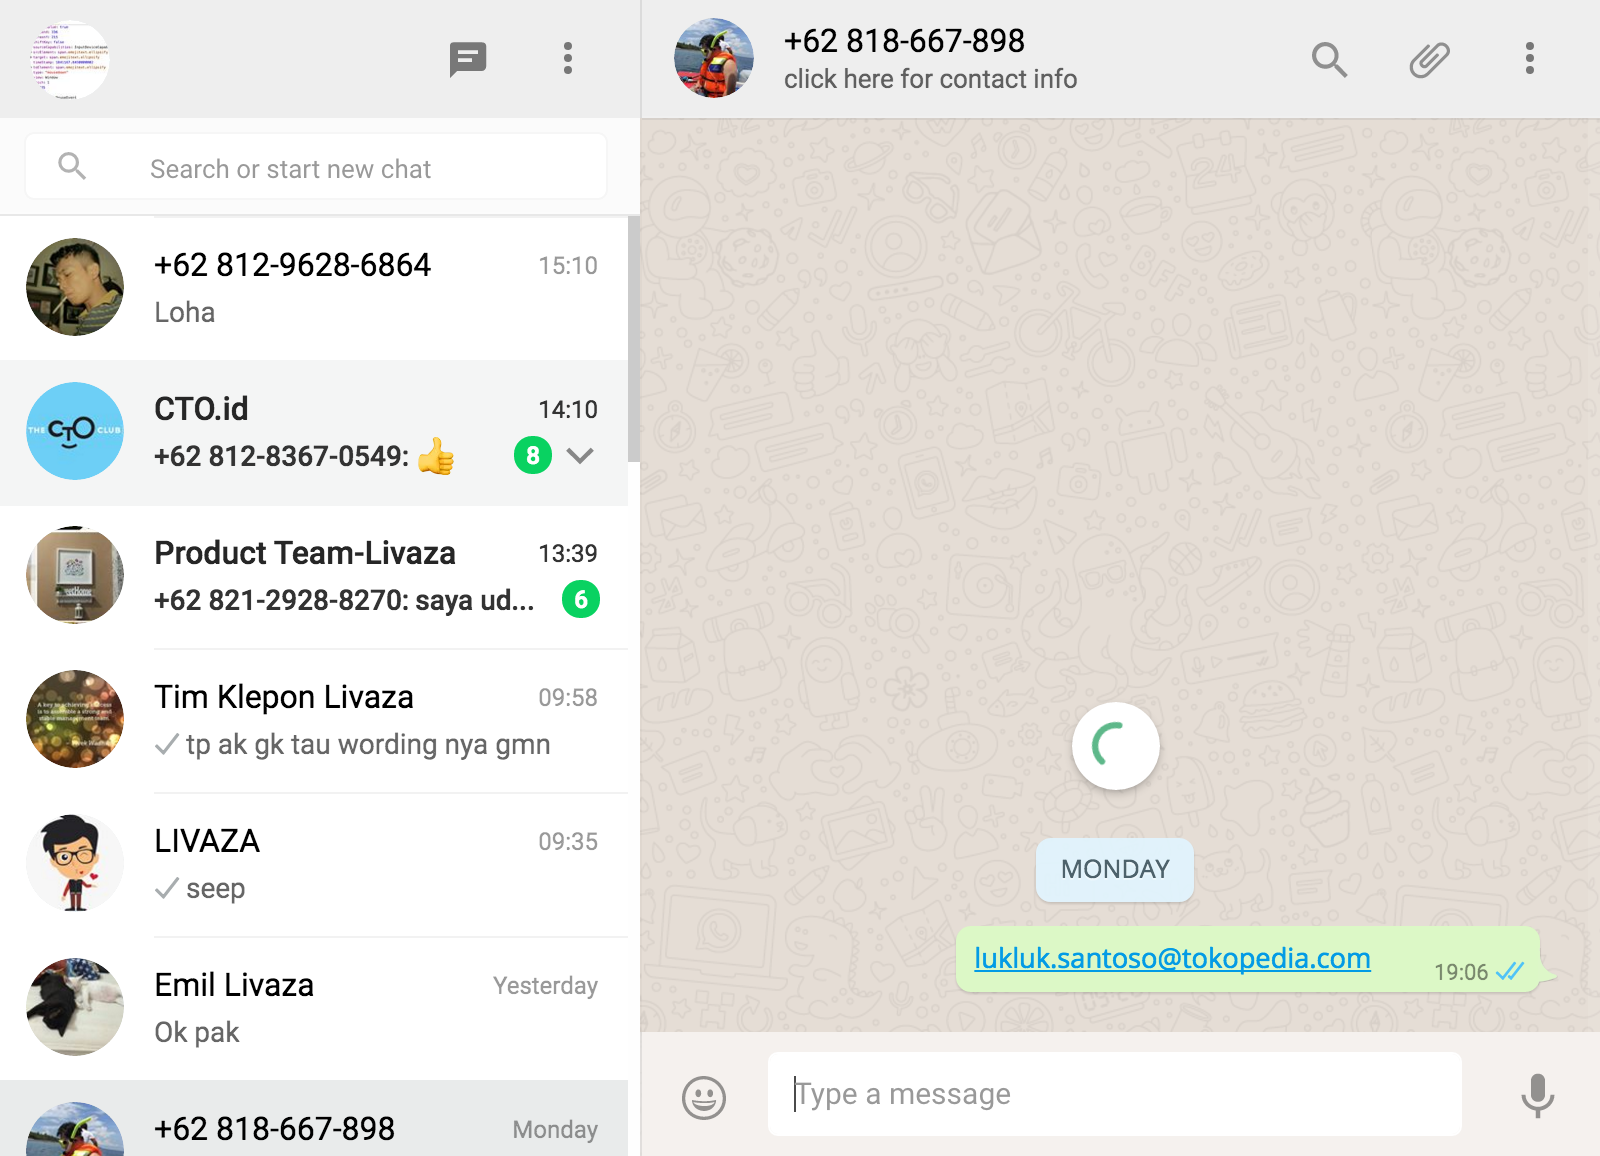 +62 818-667-898
click here for contact info
Search or start new chat
+62 812-9628-6864
15:10
Loha
THE CTO CLUB
CTO.id
14:10
+62 812-8367-0549: 👍
8
Product Team-Livaza
13:39
+62 821-2928-8270: saya ud...
6
Tim Klepon Livaza
09:58
tp ak gk tau wording nya gmn
LIVAZA
09:35
seep
Emil Livaza
Yesterday
Ok pak
+62 818-667-898
Monday
MONDAY
lukluk.santoso@tokopedia.com
19:06
Type a message